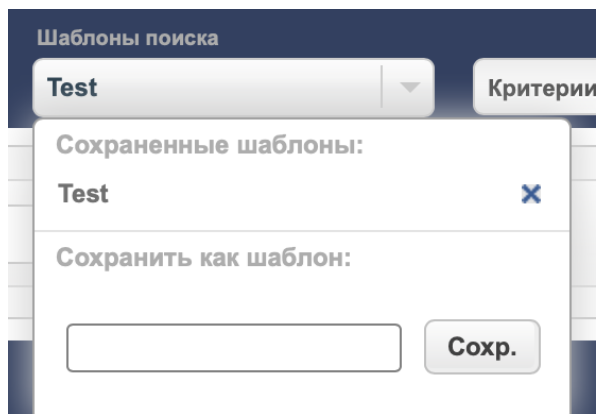 Шаблоны поиска
Test
Критерии
Сохраненные шаблоны:
Test
Сохранить как шаблон:
Сохр.